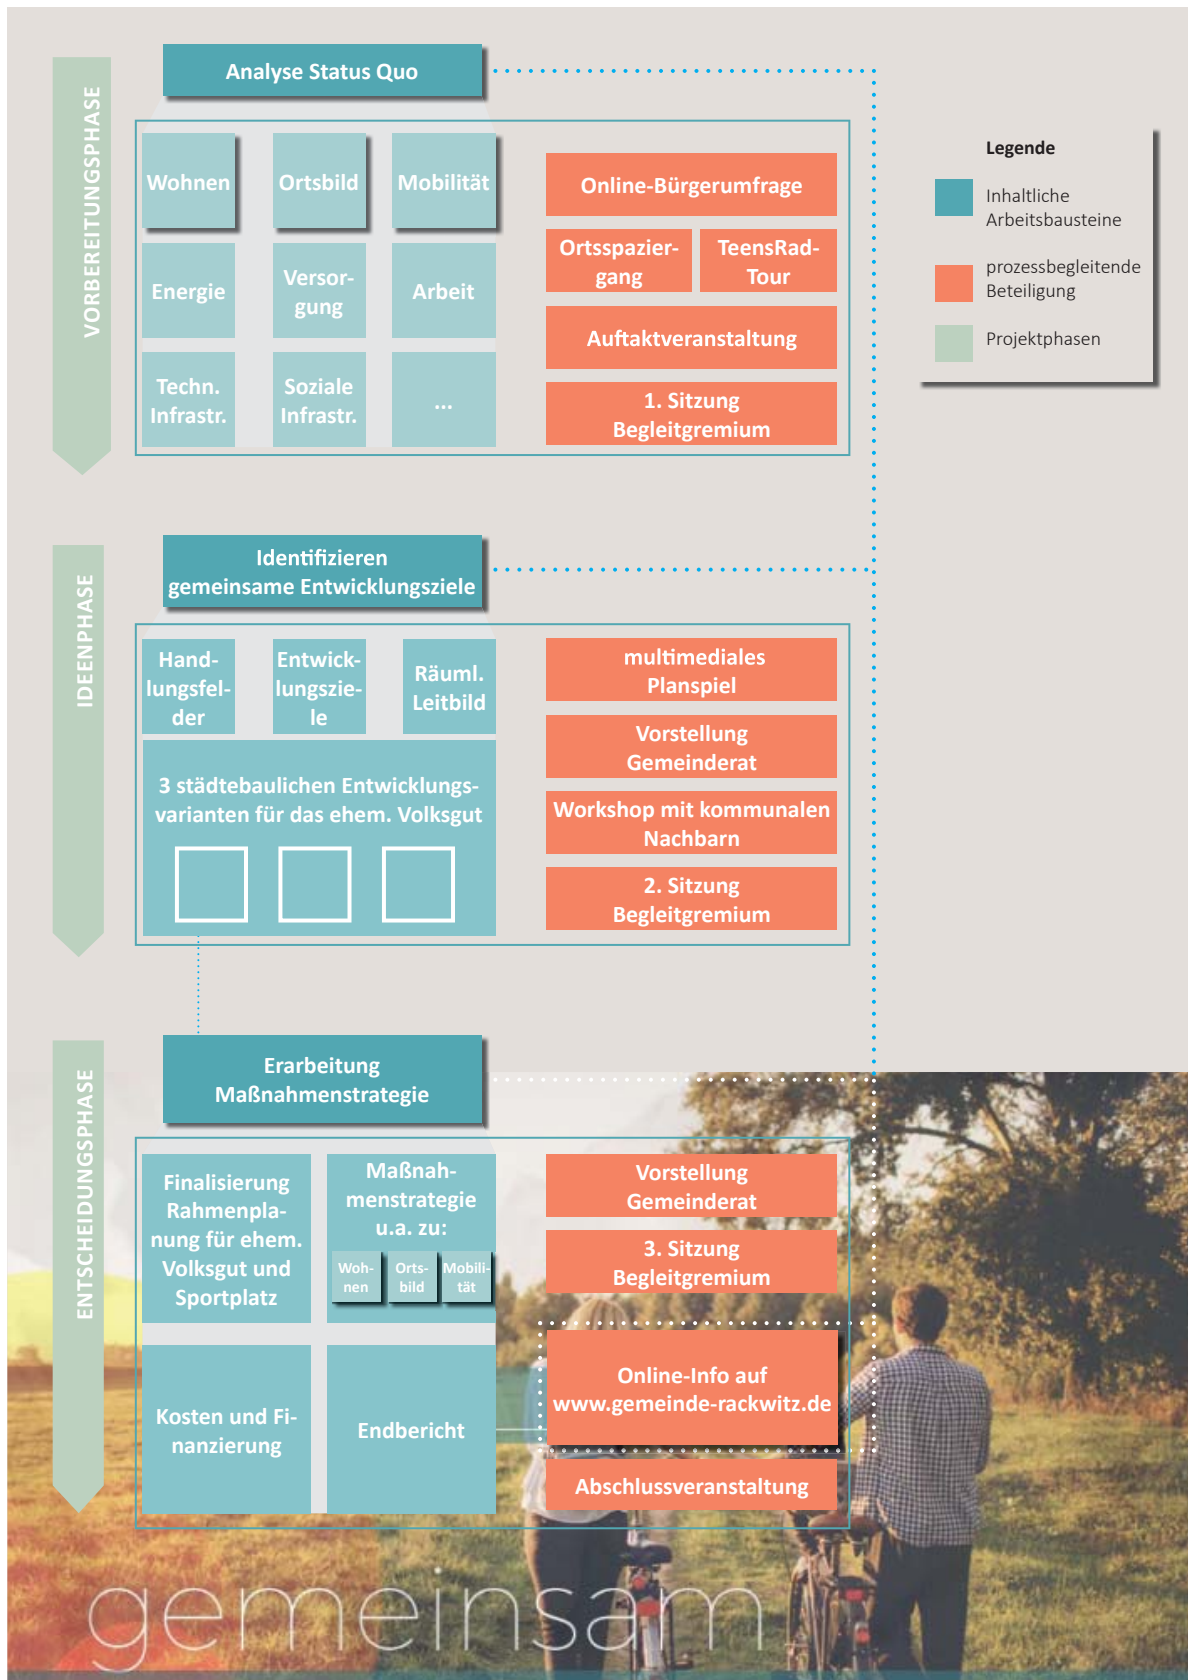 VORBEREITUNGSPHASE
Analyse Status Quo
Wohnen
Ortsbild
Mobilität
Energie
Versor-
gung
Arbeit
Techn.
Infrastr.
Soziale
Infrastr.
...
Online-Bürgerumfrage
Ortsspazier-
gang
TeensRad-
Tour
Auftaktveranstaltung
1. Sitzung
Begleitgremium
Legende
Inhaltliche
Arbeitsbausteine
prozessbegleitende
Beteiligung
Projektphasen
IDEENPHASE
Identifizieren
gemeinsame Entwicklungsziele
Hand-
lungsfel-
der
Entwick-
lungszie-
le
Räuml.
Leitbild
3 städtebaulichen Entwicklungs-
varianten für das ehem. Volksgut
multimediales
Planspiel
Vorstellung
Gemeinderat
Workshop mit kommunalen
Nachbarn
2. Sitzung
Begleitgremium
ENTSCHEIDUNGSPHASE
Erarbeitung
Maßnahmenstrategie
Finalisierung
Rahmenpla-
nung für ehem.
Volksgut und
Sportplatz
Maßnah-
menstrategie
u.a. zu:
Woh-
nen
Orts-
bild
Mobili-
tät
Kosten und Fi-
nanzierung
Endbericht
Vorstellung
Gemeinderat
3. Sitzung
Begleitgremium
Online-Info auf
www.gemeinde-rackwitz.de
Abschlussveranstaltung
gemeinsam